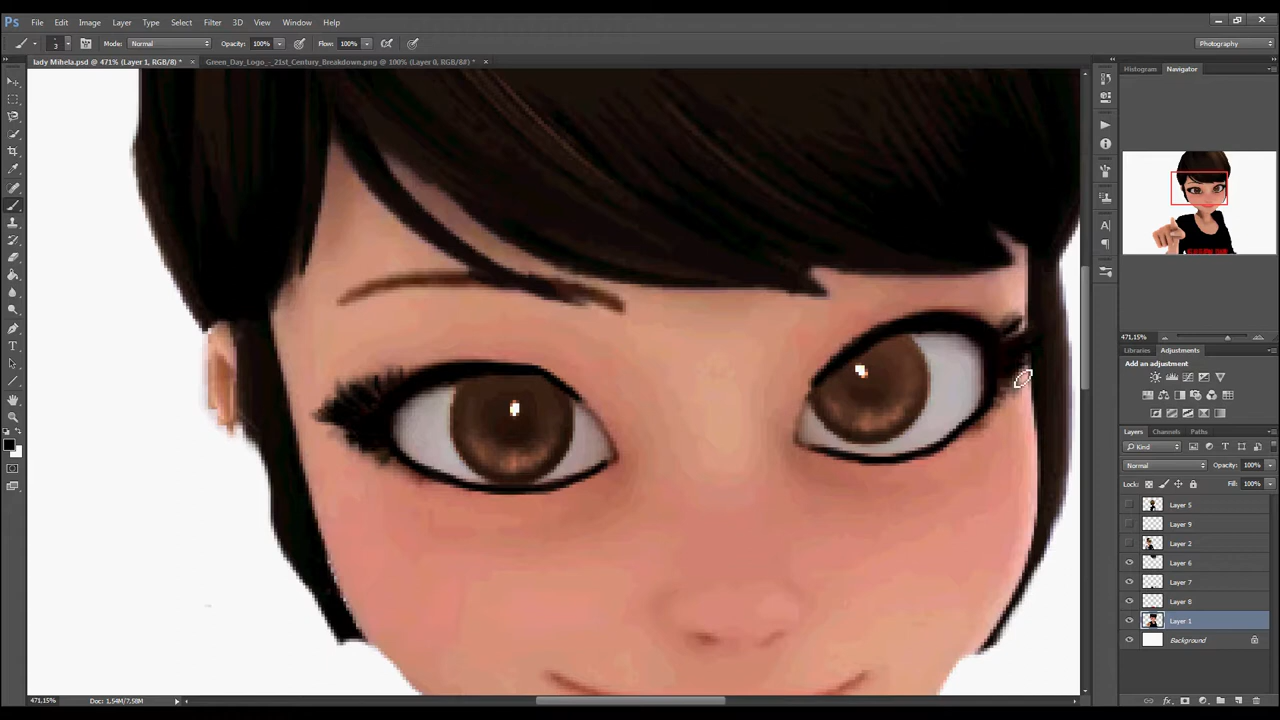 Ps File Edit Image Layer Type Select Filter 3D View Window Help
3 Mode: Normal Opacity: 100% Flow: 100% Photography
lady Mihela.psd @ 471% (Layer 1, RGB/8) * × Green_Day_Logo_-_21st_Century_Breakdown.png @ 100% (Layer 0, RGB/8#) * ×
Histogram Navigator
471,15%
Libraries Adjustments
Add an adjustment
Layers Channels Paths
Kind
Normal Opacity: 100%
Lock: Fill: 100%
Layer 5
Layer 9
Layer 2
Layer 6
Layer 7
Layer 8
Layer 1
Background
471,15% Doc: 1,54M/7,58M